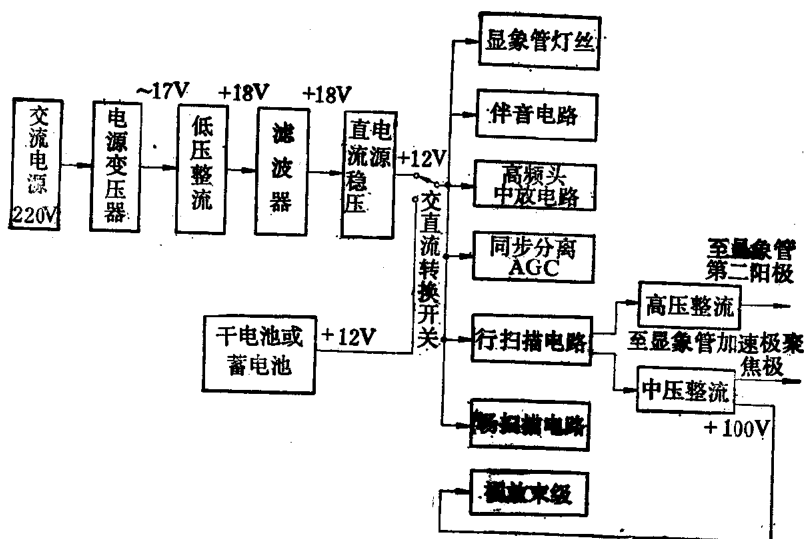 交流电源
220V
电源变压器
~17V
低压整流
+18V
滤波器
+18V
直流稳压
电源
+12V
交直流转换开关
干电池或
蓄电池
+12V
显象管灯丝
伴音电路
高频头
中放电路
同步分离
AGC
行扫描电路
场扫描电路
末级
高压整流
至显象管
第二阳极
至显象管加速极聚
焦极
中压整流
+100V